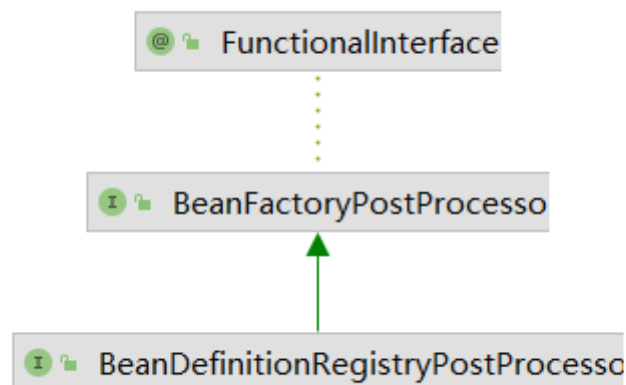 @ FunctionalInterface
I BeanFactoryPostProcesso
I BeanDefinitionRegistryPostProcesso